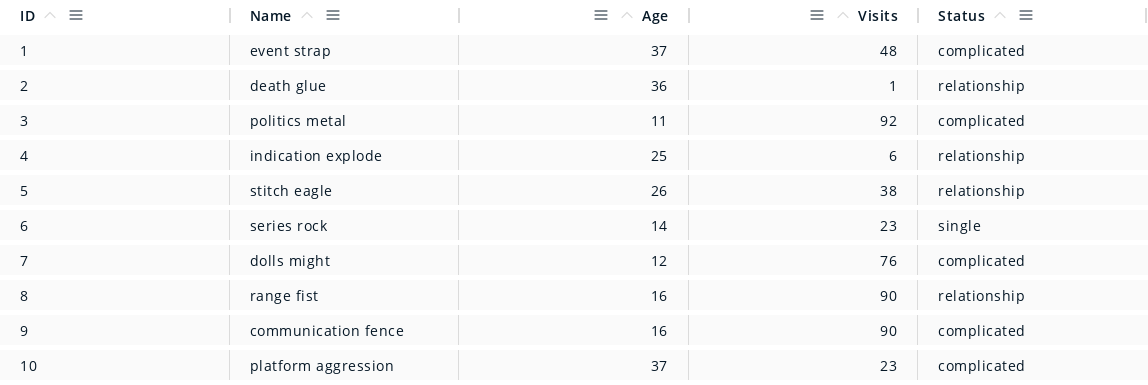 ID Name Age Visits Status
1 event strap 37 48 complicated
2 death glue 36 1 relationship
3 politics metal 11 92 complicated
4 indication explode 25 6 relationship
5 stitch eagle 26 38 relationship
6 series rock 14 23 single
7 dolls might 12 76 complicated
8 range fist 16 90 relationship
9 communication fence 16 90 complicated
10 platform aggression 37 23 complicated